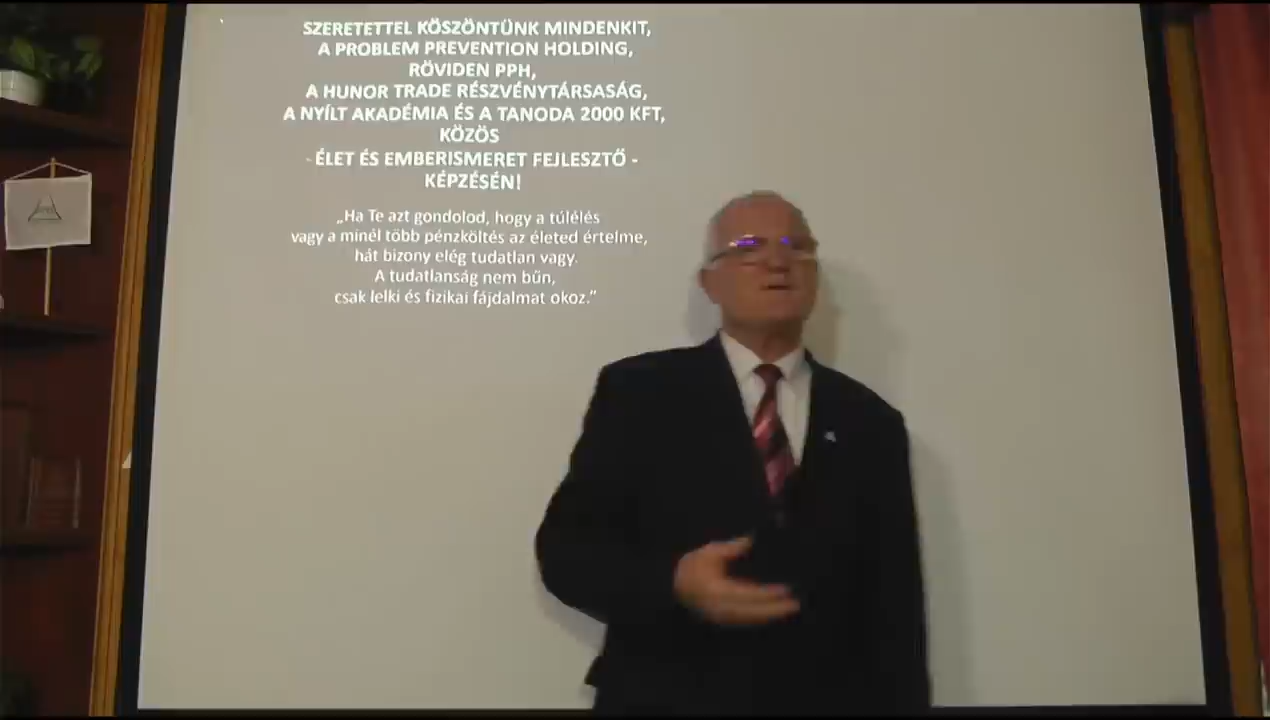 SZERETETTEL KÖSZÖNTÜNK MINDENKIT,
A PROBLEM PREVENTION HOLDING,
RÖVIDEN PPH,
A HUNOR TRADE RÉSZVÉNYTÁRSASÁG,
A NYÍLT AKADÉMIA ÉS A TANODA 2000 KFT,
KÖZÖS
- ÉLET ÉS EMBERISMERET FEJLESZTŐ -
KÉPZÉSÉN!
„Ha Te azt gondolod, hogy a túlélés
vagy a minél több pénzköltés az életed értelme,
hát bizony elég tudatlan vagy.
A tudatlanság nem bűn,
csak lelki és fizikai fájdalmat okoz.”